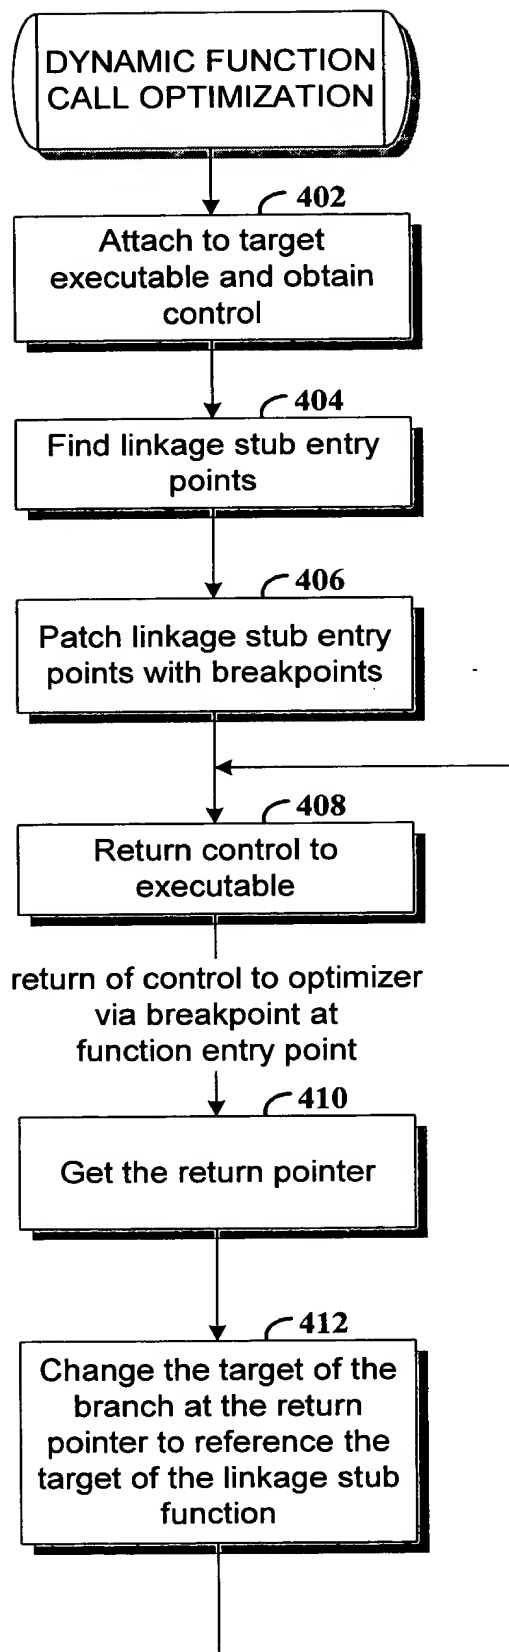 DYNAMIC FUNCTION
CALL OPTIMIZATION
402
Attach to target
executable and obtain
control
404
Find linkage stub entry
points
406
Patch linkage stub entry
points with breakpoints
408
Return control to
executable
return of control to optimizer
via breakpoint at
function entry point
410
Get the return pointer
412
Change the target of the
branch at the return
pointer to reference the
target of the linkage stub
function